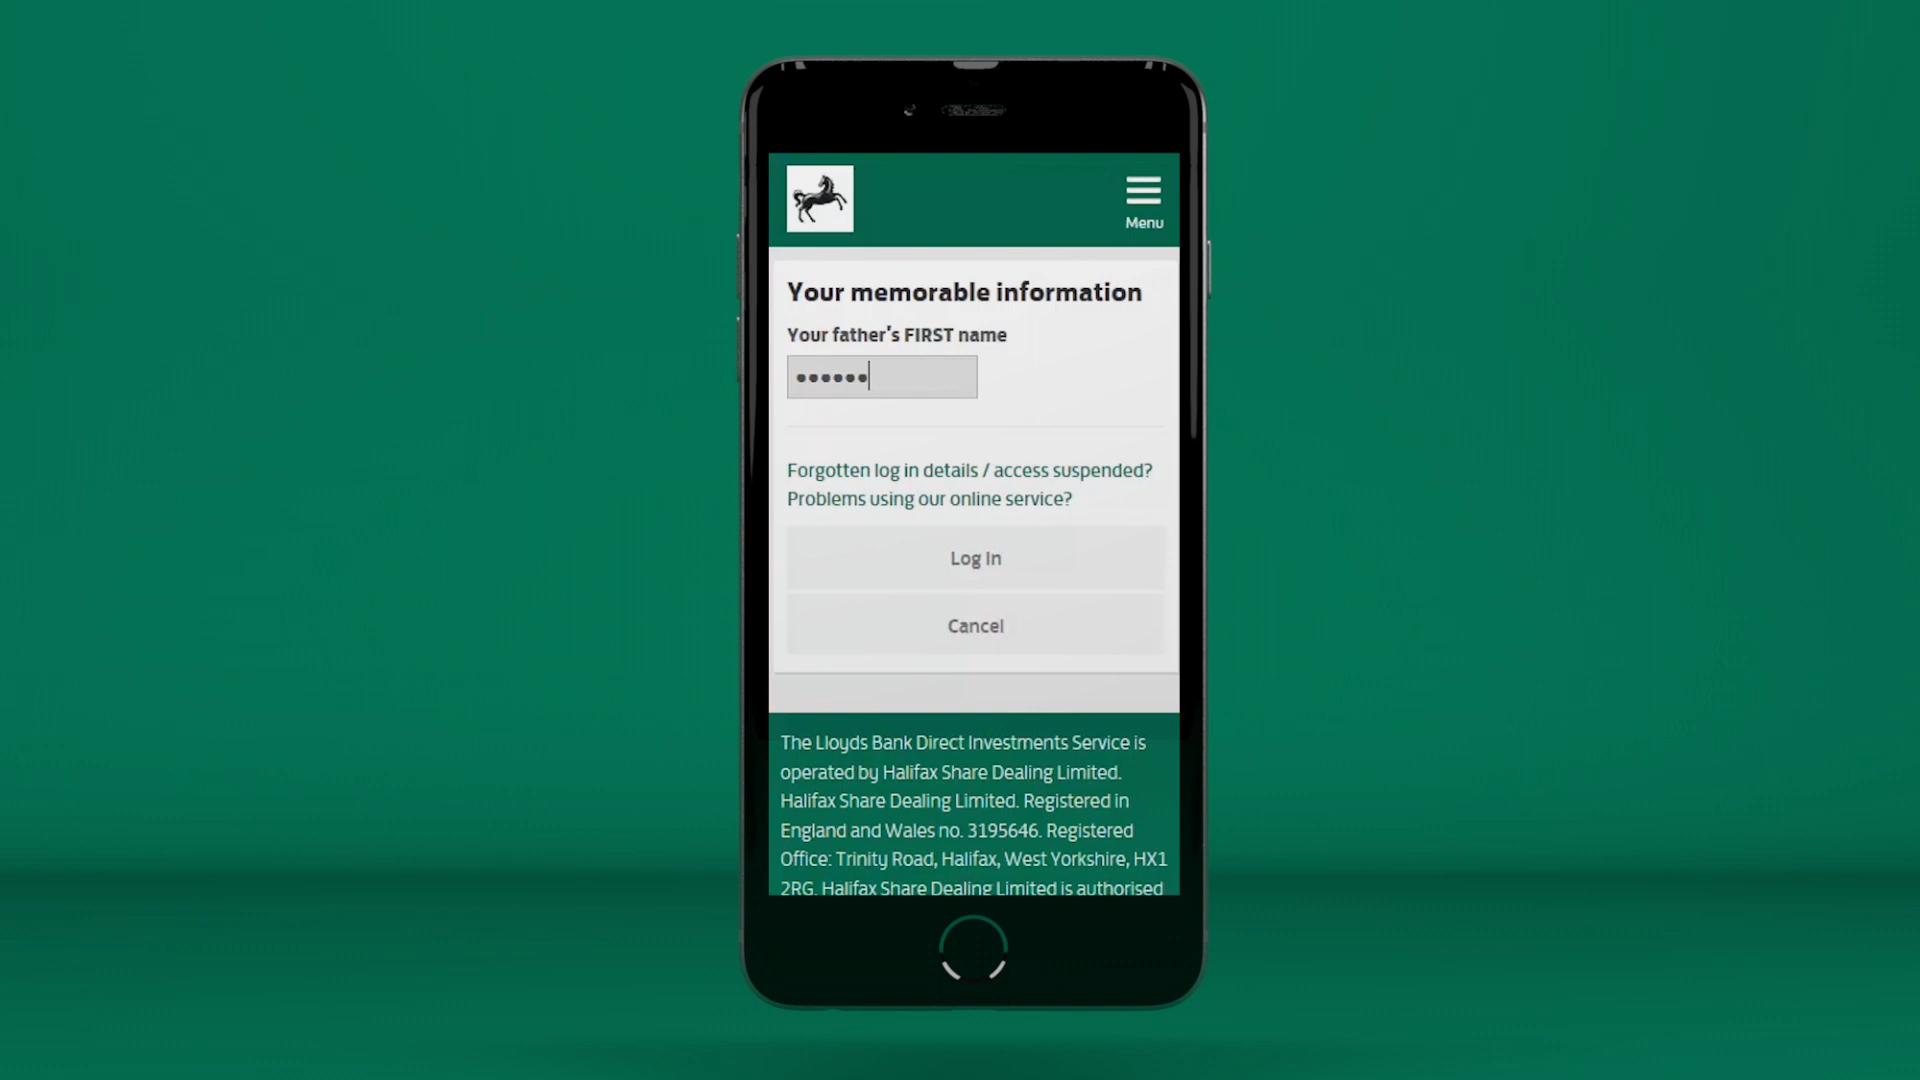 Menu
Your memorable information
Your father's FIRST name
Forgotten log in details / access suspended?
Problems using our online service?
Log In
Cancel
The Lloyds Bank Direct Investments Service is
operated by Halifax Share Dealing Limited.
Halifax Share Dealing Limited. Registered in
England and Wales no. 3195646. Registered
Office: Trinity Road, Halifax, West Yorkshire, HX1
2RG. Halifax Share Dealing Limited is authorised